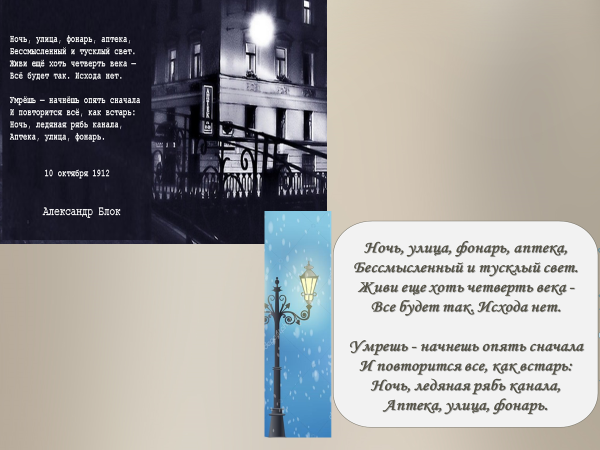 Ночь, улица, фонарь, аптека,
Бессмысленный и тусклый свет.
Живи ещё хоть четверть века —
Всё будет так. Исхода нет.
Умрёшь — начнёшь опять сначала
И повторится всё, как встарь:
Ночь, ледяная рябь канала,
Аптека, улица, фонарь.
10 октября 1912
Александр Блок
Ночь, улица, фонарь, аптека,
Бессмысленный и тусклый свет.
Живи еще хоть четверть века -
Все будет так. Исхода нет.
Умрешь - начнешь опять сначала
И повторится все, как встарь:
Ночь, ледяная рябь канала,
Аптека, улица, фонарь.